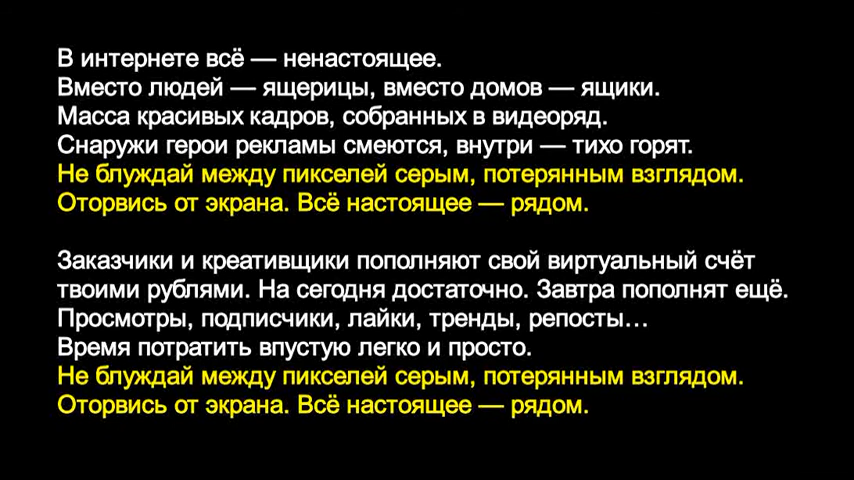 В интернете всё — ненастоящее.
Вместо людей — ящерицы, вместо домов — ящики.
Масса красивых кадров, собранных в видеоряд.
Снаружи герои рекламы смеются, внутри — тихо горят.
Не блуждай между пикселей серым, потерянным взглядом.
Оторвись от экрана. Всё настоящее — рядом.

Заказчики и креативщики пополняют свой виртуальный счёт
твоими рублями. На сегодня достаточно. Завтра пополнят ещё.
Просмотры, подписчики, лайки, тренды, репосты…
Время потратить впустую легко и просто.
Не блуждай между пикселей серым, потерянным взглядом.
Оторвись от экрана. Всё настоящее — рядом.